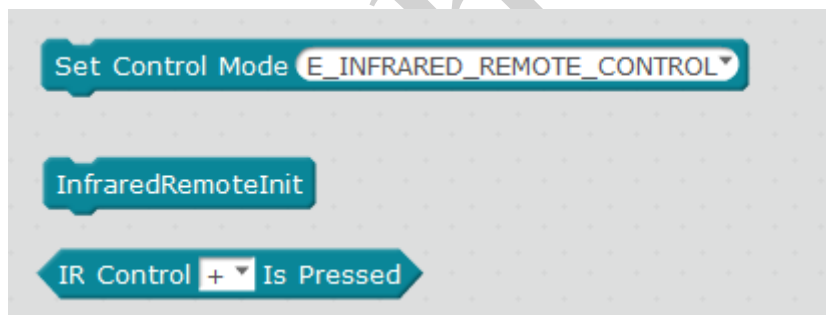 Set Control Mode E_INFRARED_REMOTE_CONTROL
InfraredRemoteInit
IR Control + Is Pressed